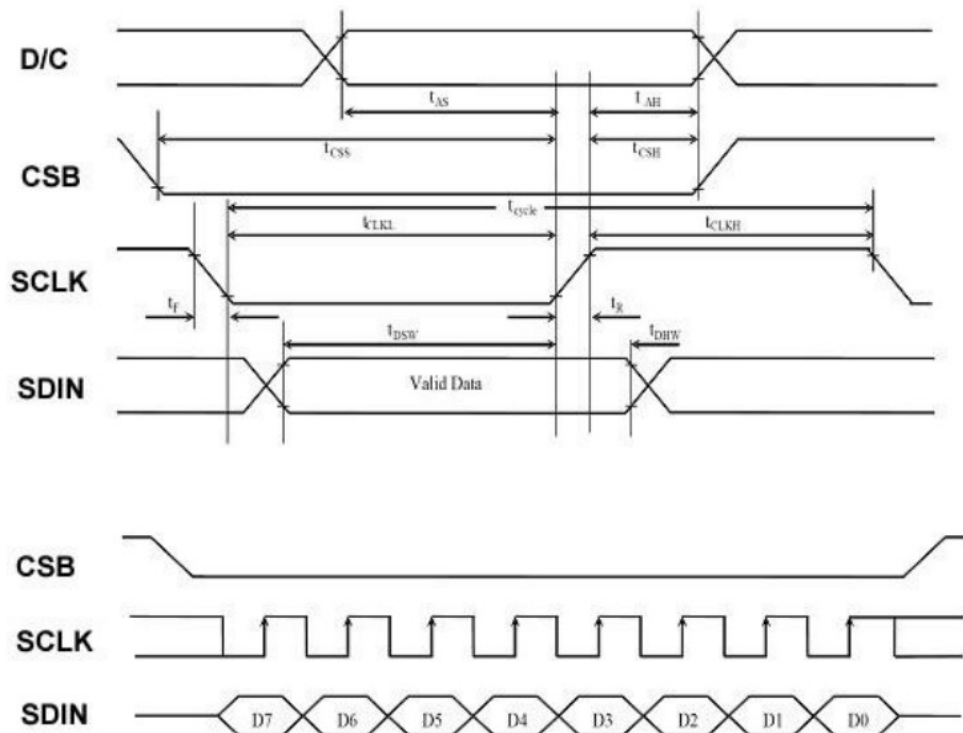 D/C
tAS
tAH
tCSS
tCSH
CSB
tcycle
tCLKL
tCLKH
SCLK
tF
tR
tDSW
tDHW
SDIN
Valid Data
CSB
SCLK
SDIN
D7 D6 D5 D4 D3 D2 D1 D0